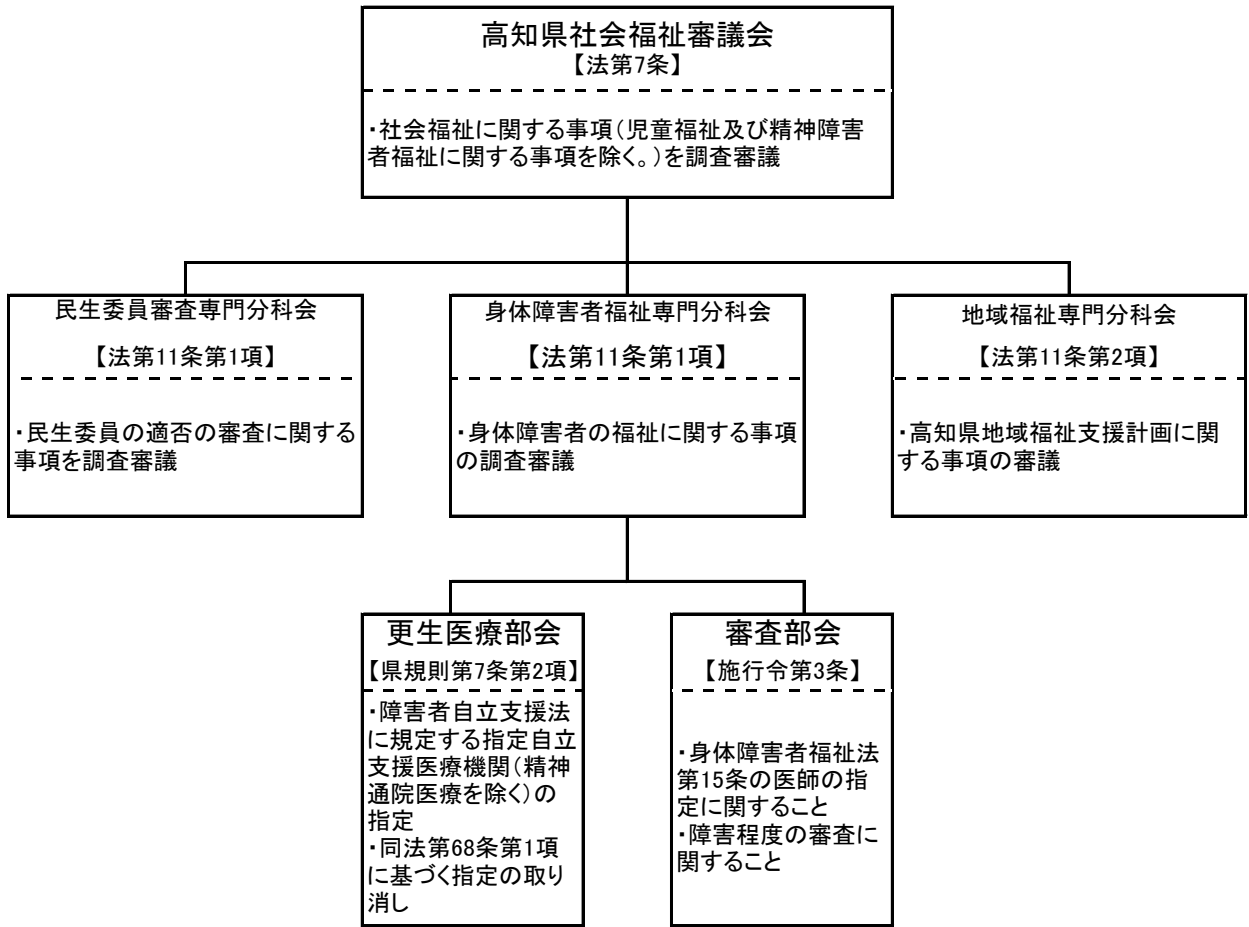 高知県社会福祉審議会
【法第7条】
・社会福祉に関する事項(児童福祉及び精神障害
者福祉に関する事項を除く。)を調査審議
民生委員審査専門分科会
【法第11条第1項】
・民生委員の適否の審査に関する
事項を調査審議
身体障害者福祉専門分科会
【法第11条第1項】
・身体障害者の福祉に関する事項
の調査審議
地域福祉専門分科会
【法第11条第2項】
・高知県地域福祉支援計画に関
する事項の審議
更生医療部会
【県規則第7条第2項】
・障害者自立支援法
に規定する指定自立
支援医療機関(精神
通院医療を除く)の
指定
・同法第68条第1項
に基づく指定の取り
消し
審査部会
【施行令第3条】
・身体障害者福祉法
第15条の医師の指
定に関すること
・障害程度の審査に
関すること